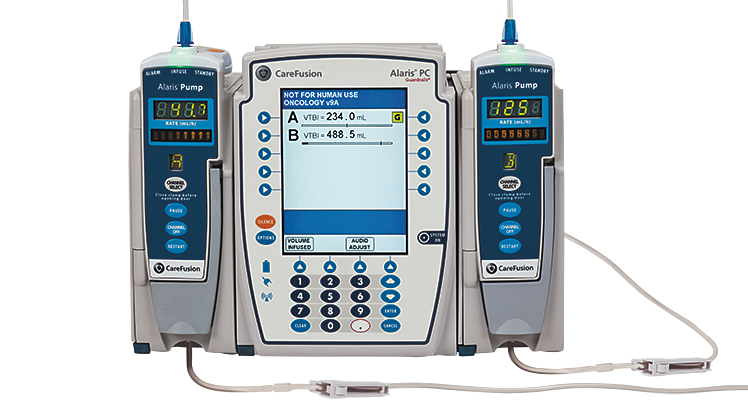 ALARM INFUSE STANDBY
Alaris® Pump
41.7
RATE (mL/h)
A
CHANNEL SELECT
Close clamp before
opening door
PAUSE
CHANNEL OFF
RESTART
CareFusion
CareFusion
Alaris® PC
Guardrails®
NOT FOR HUMAN USE
ONCOLOGY v9A
A VTBI = 234.0 mL G
B VTBI = 488.5 mL
SILENCE
OPTIONS
SYSTEM ON
VOLUME INFUSED
AUDIO ADJUST
1 2 3
4 5 6
7 8 9 ENTER
CLEAR 0 . CANCEL
ALARM INFUSE STANDBY
Alaris® Pump
125
RATE (mL/h)
B
CHANNEL SELECT
Close clamp before
opening door
PAUSE
CHANNEL OFF
RESTART
CareFusion